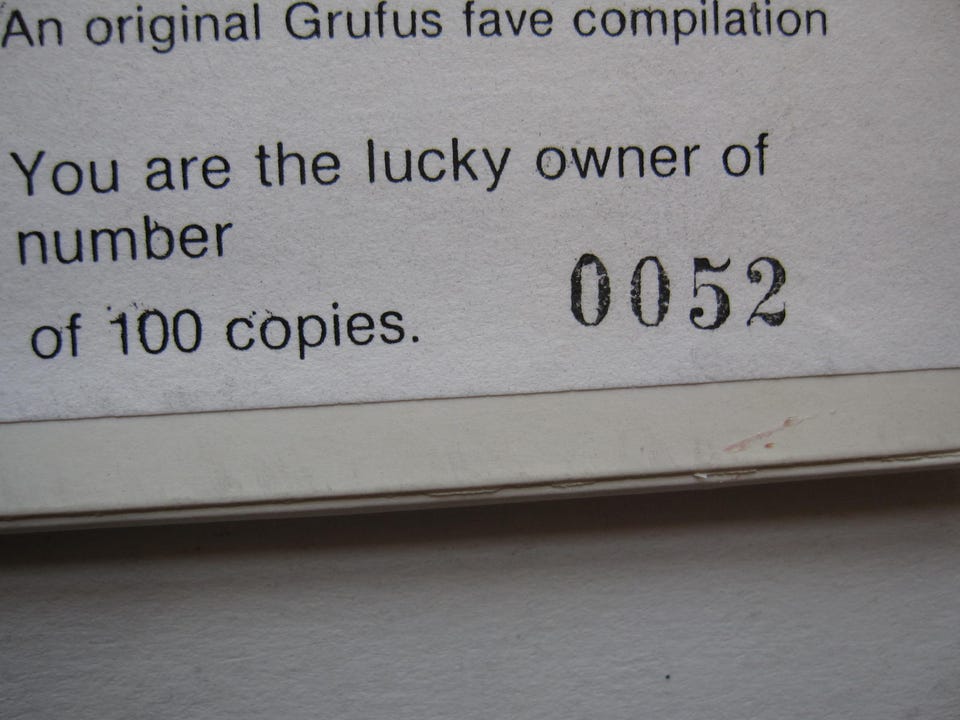 An original Grufus fave compilation
You are the lucky owner of
number
0052
of 100 copies.